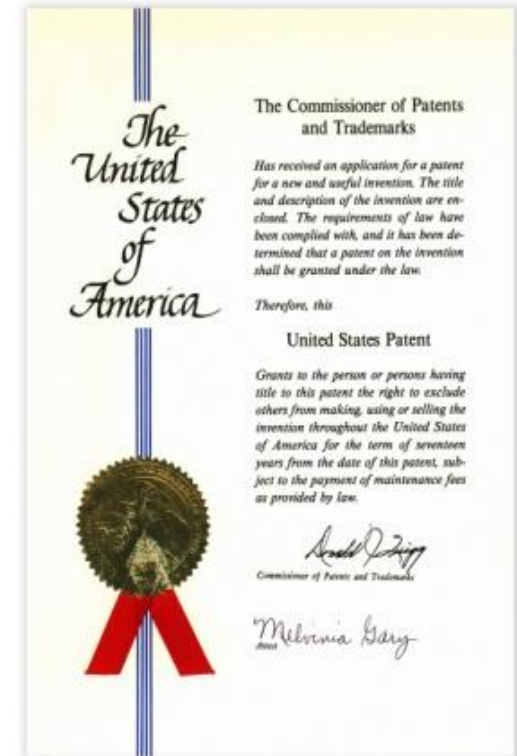 The
United
States
of
America
The Commissioner of Patents
and Trademarks
Has received an application for a patent
for a new and useful invention. The title
and description of the invention are en-
closed. The requirements of law have
been complied with, and it has been de-
termined that a patent on the invention
shall be granted under the law.
Therefore, this
United States Patent
Grants to the person or persons having
title to this patent the right to exclude
others from making, using or selling the
invention throughout the United States
of America for the term of seventeen
years from the date of this patent, sub-
ject to the payment of maintenance fees
as provided by law.
Commissioner of Patents and Trademarks
Melvinia Gary
Attest